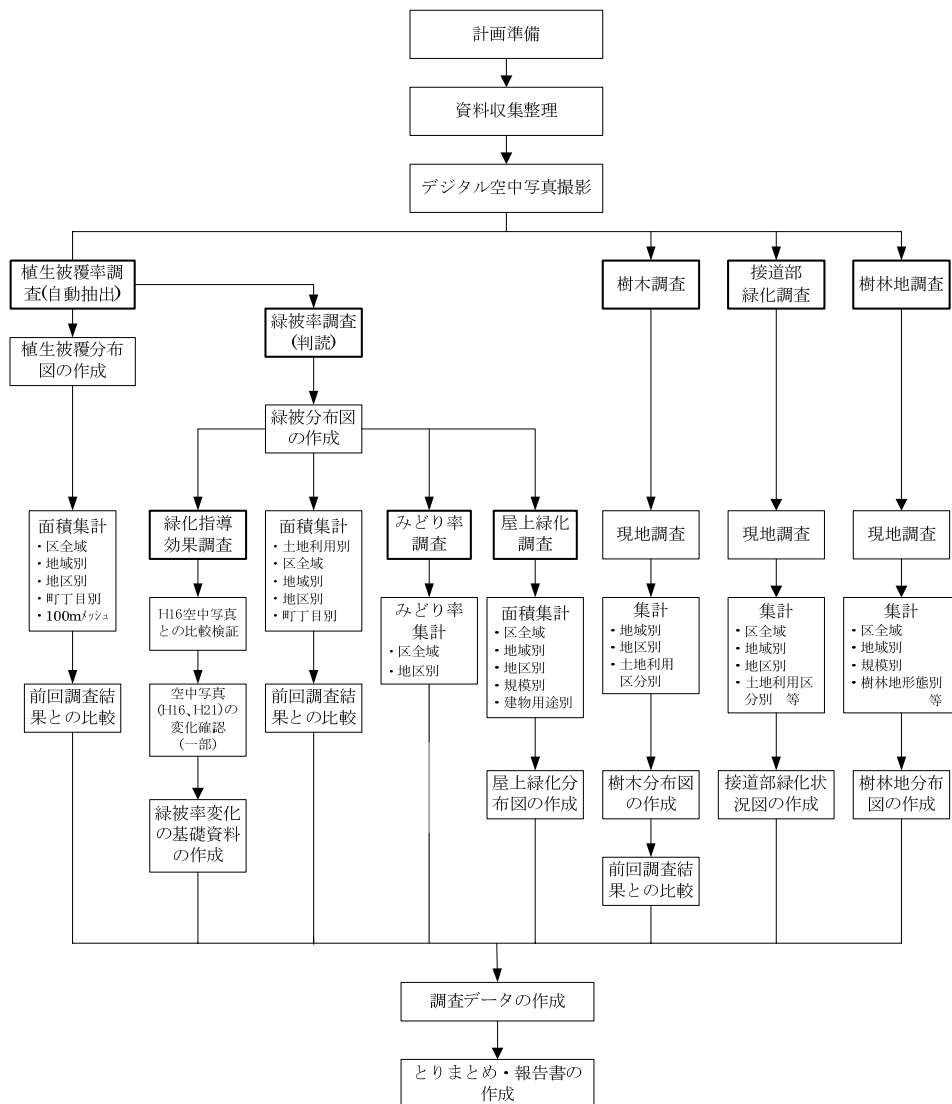 計画準備
資料収集整理
デジタル空中写真撮影
植生被覆率調
査(自動抽出)
植生被覆分布
図の作成
面積集計
・区全域
・地域別
・地区別
・町丁目別
・100mメッシュ
前回調査結
果との比較
緑被率調査
(判読)
緑被分布図
の作成
緑化指導
効果調査
H16空中写真
との比較検証
空中写真
(H16、H21)の
変化確認
(一部)
緑被率変化
の基礎資料
の作成
面積集計
・土地利用別
・区全域
・地域別
・地区別
・町丁目別
前回調査結
果との比較
みどり率
調査
みどり率
集計
・区全域
・地区別
屋上緑化
調査
面積集計
・区全域
・地域別
・地区別
・規模別
・建物用途別
屋上緑化分
布図の作成
樹木調査
現地調査
集計
・地域別
・地区別
・土地利用
区分別
樹木分布図
の作成
前回調査結
果との比較
接道部
緑化調査
現地調査
集計
・区全域
・地域別
・地区別
・土地利用区
分別 等
接道部緑化状
況図の作成
樹林地調査
現地調査
集計
・区全域
・地域別
・規模別
・樹林地形態別
等
樹林地分布
図の作成
調査データの作成
とりまとめ・報告書の
作成